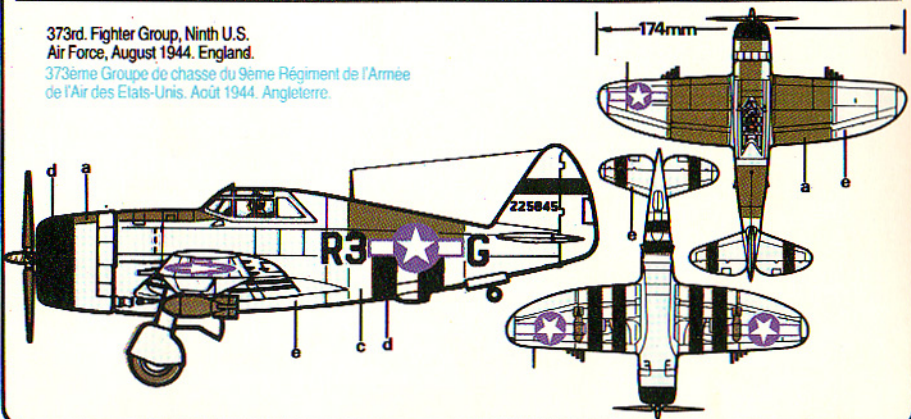 373rd. Fighter Group, Ninth U.S.
Air Force, August 1944. England.
373ème Groupe de chasse du 9ème Régiment de l'Armée
de l'Air des Etats-Unis. Août 1944. Angleterre.
174mm
d
a
225845
R3 G
e
c
d
a
e
e